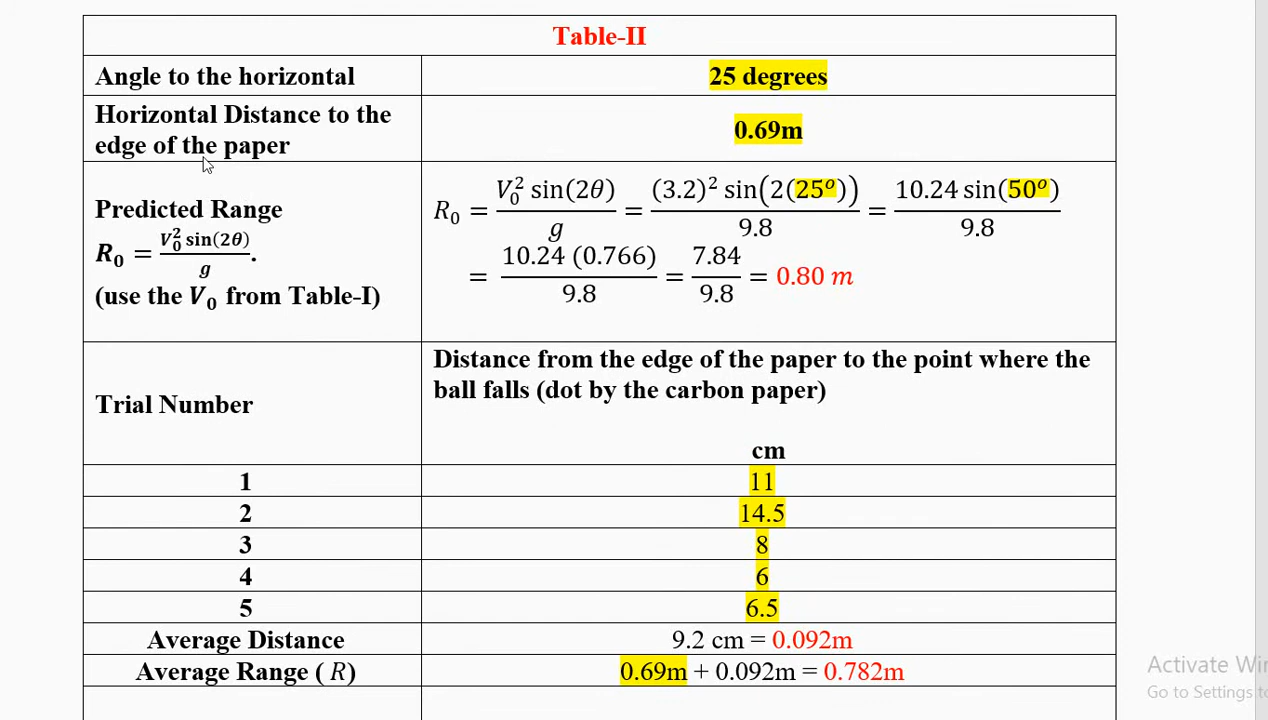 Table-II
Angle to the horizontal 25 degrees
Horizontal Distance to the
edge of the paper 0.69m
Predicted Range
R₀ = V₀² sin(2θ) / g.
(use the V₀ from Table-I)
R₀ = V₀² sin(2θ) / g = (3.2)² sin(2(25°)) / 9.8 = 10.24 sin(50°) / 9.8
= 10.24 (0.766) / 9.8 = 7.84 / 9.8 = 0.80 m
Trial Number
Distance from the edge of the paper to the point where the
ball falls (dot by the carbon paper)
cm
1 11
2 14.5
3 8
4 6
5 6.5
Average Distance 9.2 cm = 0.092m
Average Range ( R) 0.69m + 0.092m = 0.782m
Activate Wi
Go to Settings t